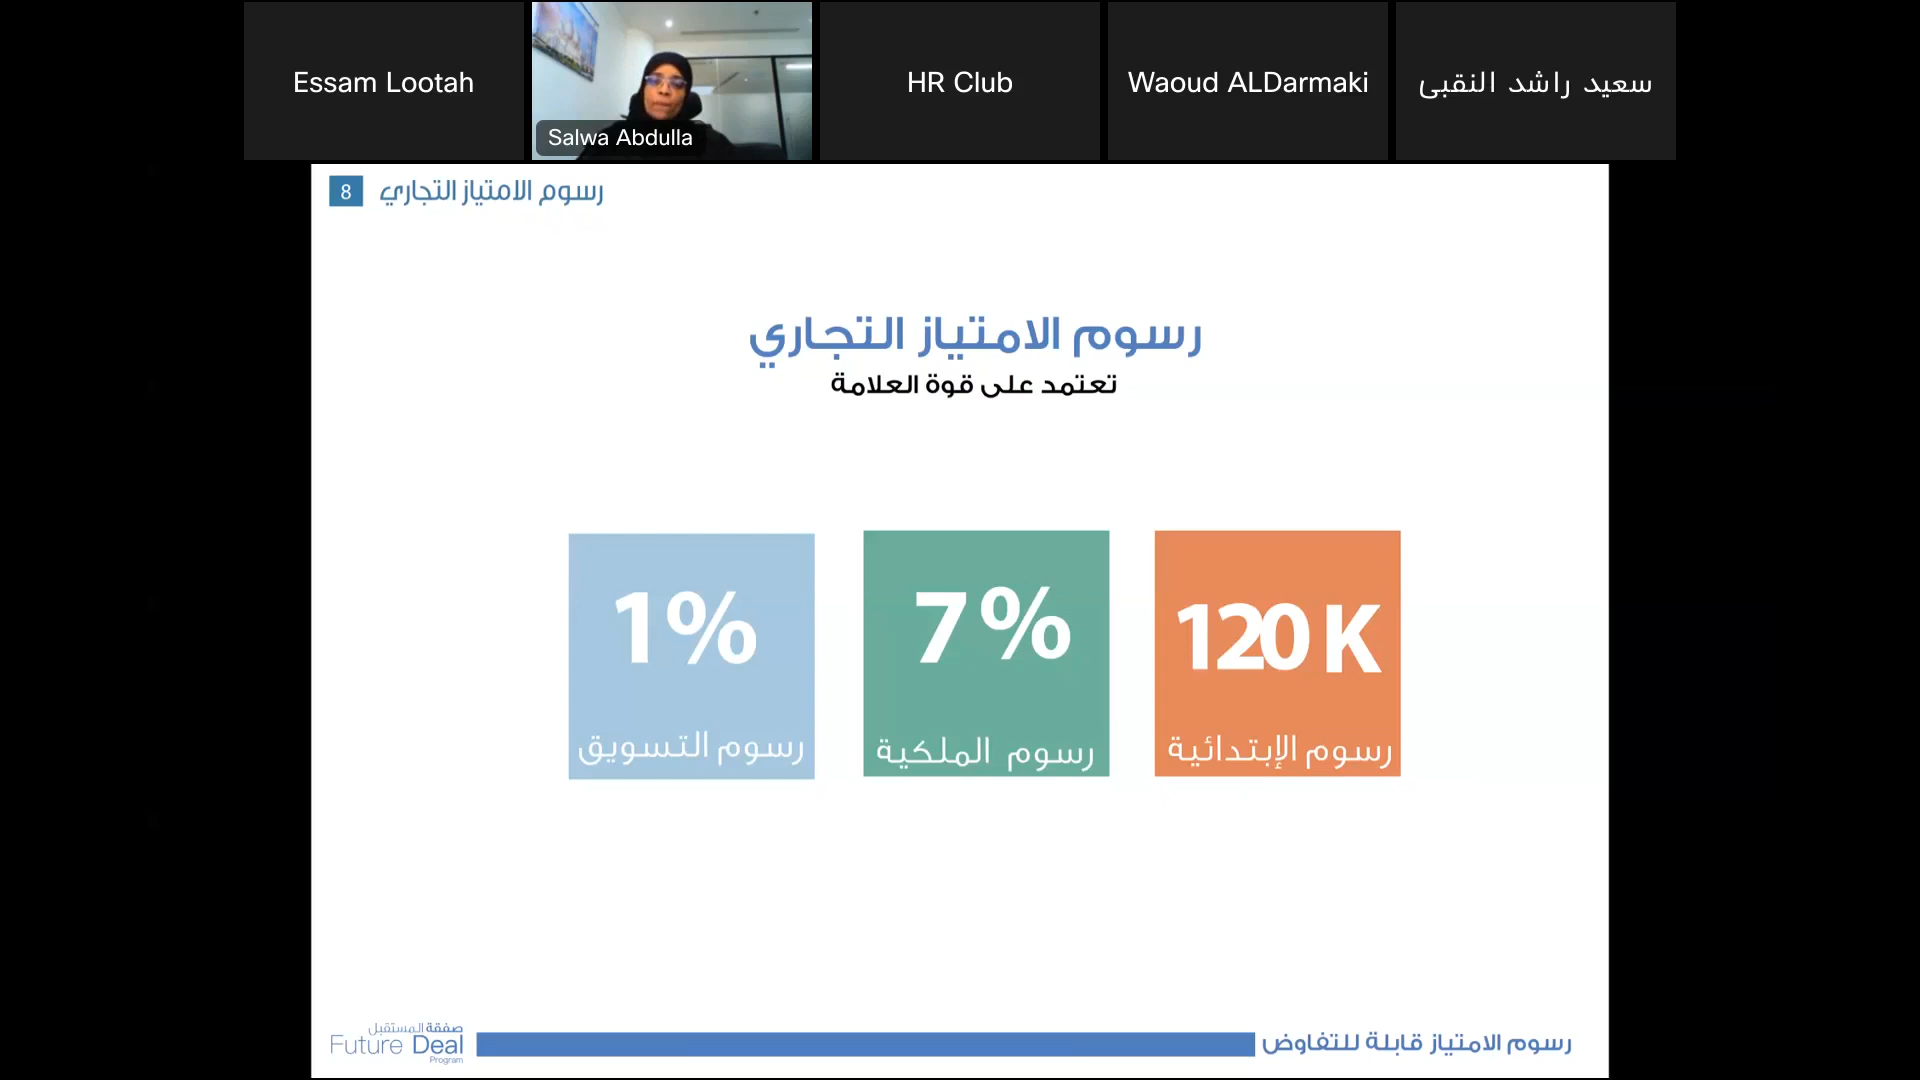 Essam Lootah
Salwa Abdulla
HR Club
Waoud ALDarmaki
سعيد راشد النقبى
8
رسوم الامتياز التجاري
رسوم الامتياز التجاري
تعتمد على قوة العلامة
120 K
رسوم الإبتدائية
7%
رسوم الملكية
1%
رسوم التسويق
رسوم الامتياز قابلة للتفاوض
صفقة المستقبل
Future Deal
Program